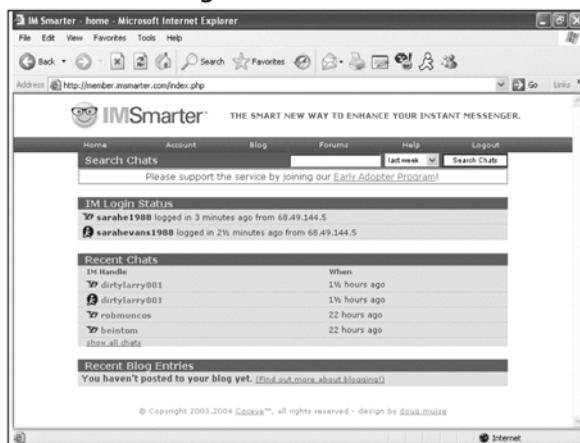 IM Smarter - home - Microsoft Internet Explorer
File Edit View Favorites Tools Help
Back Search Favorites
Address http://member.imsmarter.com/index.php Go Links
IMSmarter THE SMART NEW WAY TO ENHANCE YOUR INSTANT MESSENGER.
Home Account Blog Forums Help Logout
Search Chats last week Search Chats
Please support the service by joining our Early Adopter Program!
IM Login Status
sarahe1988 logged in 3 minutes ago from 68.49.144.5
sarahevans1988 logged in 2½ minutes ago from 68.49.144.5
Recent Chats
IM Handle When
dirtylarry001 1½ hours ago
dirtylarry001 1½ hours ago
robmuncos 22 hours ago
beintom 22 hours ago
show all chats
Recent Blog Entries
You haven't posted to your blog yet. (Find out more about blogging!)
© Copyright 2003,2004 Coceve™, all rights reserved - design by doug muise
Internet